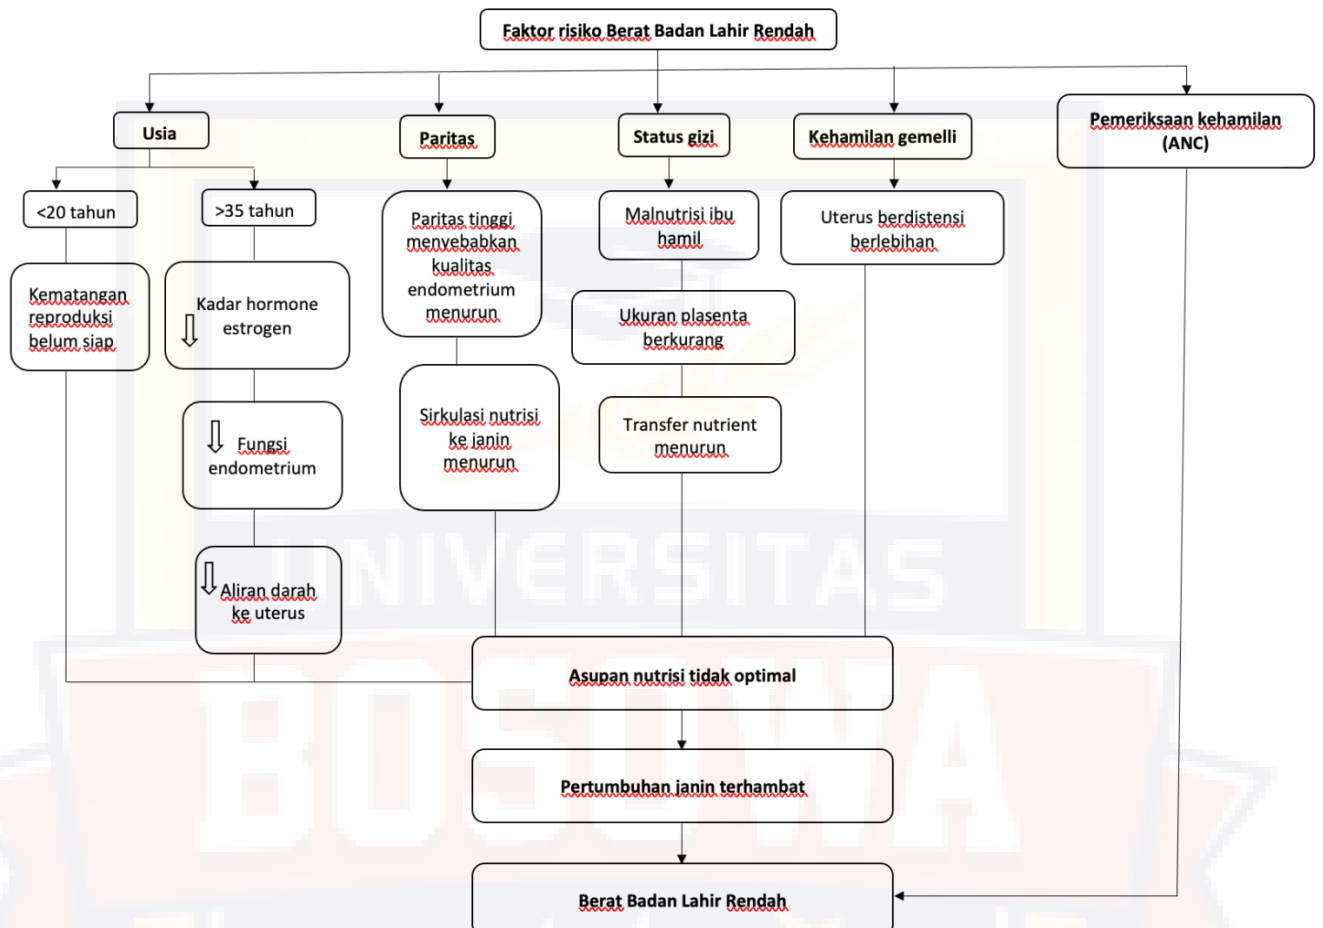 Faktor risiko Berat Badan Lahir Rendah
Usia
Paritas
Status gizi
Kehamilan gemelli
Pemeriksaan kehamilan
(ANC)
<20 tahun
>35 tahun
Paritas tinggi
menyebabkan
kualitas
endometrium
menurun
Malnutrisi ibu
hamil
Uterus berdistensi
berlebihan
Kematangan
reproduksi
belum siap
Kadar hormone
estrogen
Ukuran plasenta
berkurang
Fungsi
endometrium
Sirkulasi nutrisi
ke janin
menurun
Transfer nutrient
menurun
Aliran darah
ke uterus
Asupan nutrisi tidak optimal
Pertumbuhan janin terhambat
Berat Badan Lahir Rendah
UNIVERSITAS
BOSOWA